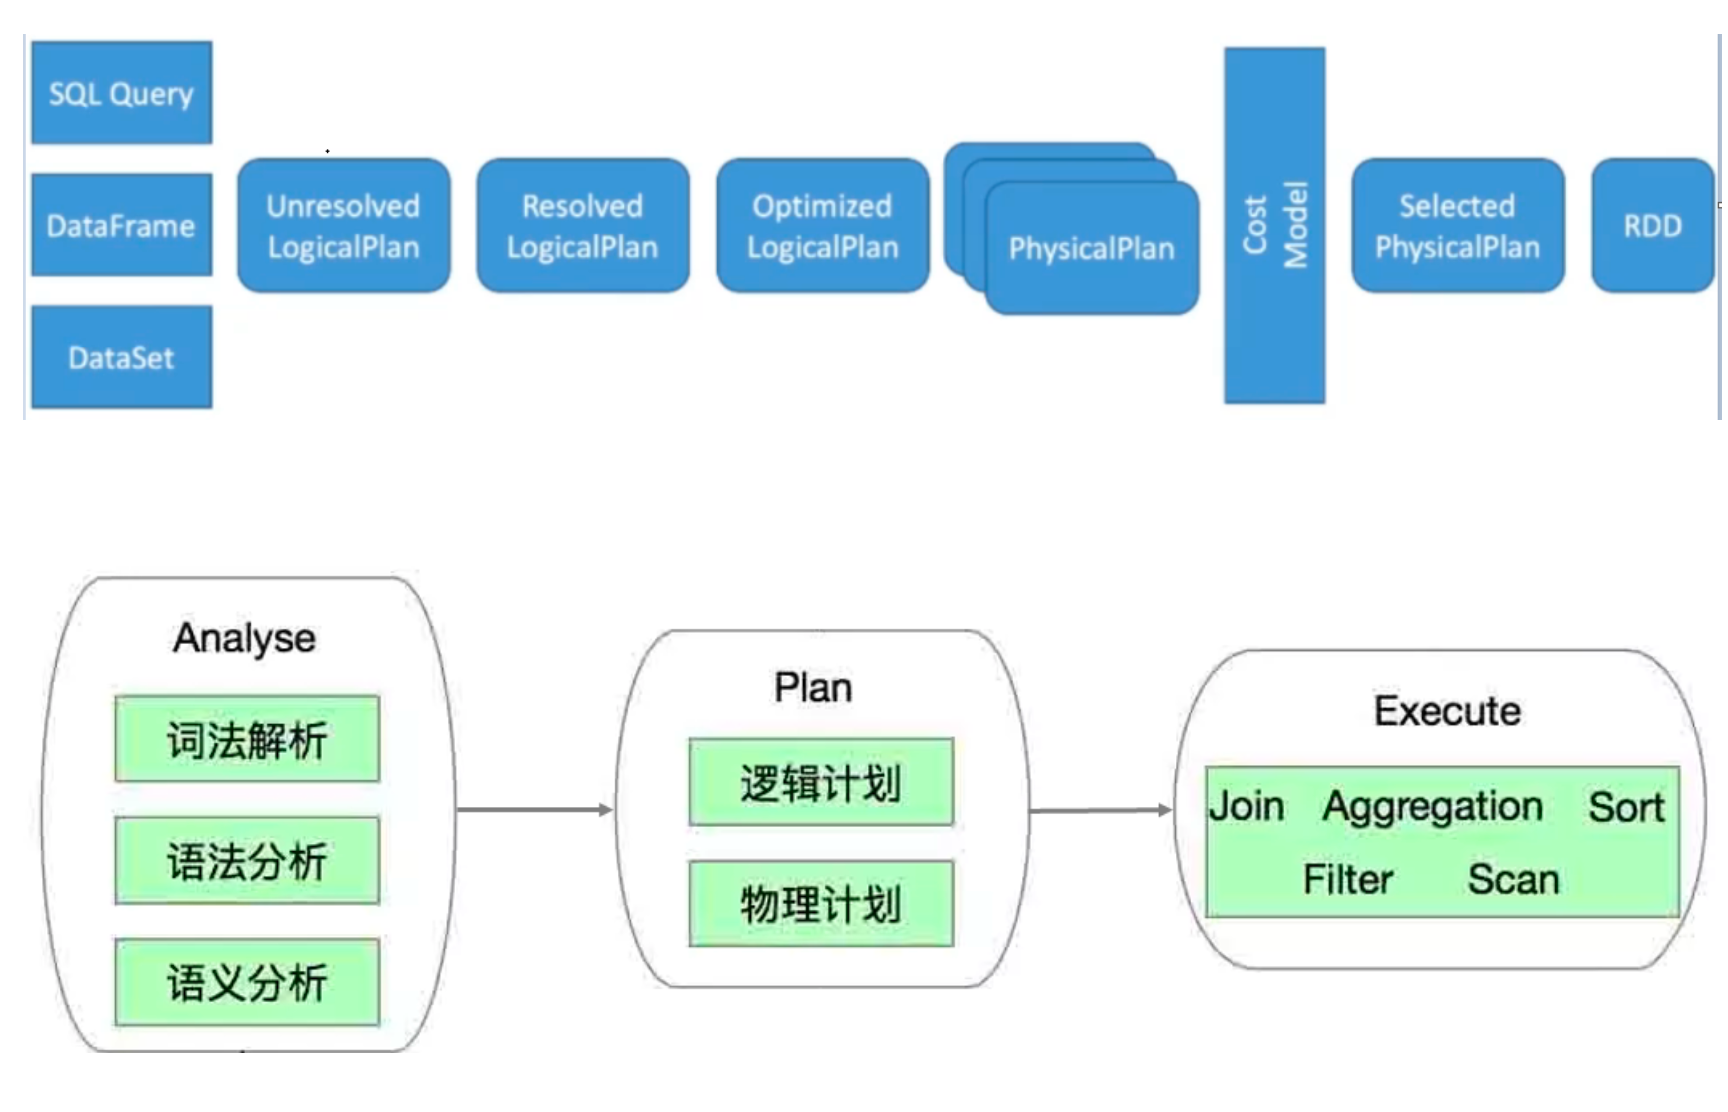 SQL Query
DataFrame
DataSet
Unresolved
LogicalPlan
Resolved
LogicalPlan
Optimized
LogicalPlan
PhysicalPlan
Cost
Model
Selected
PhysicalPlan
RDD
Analyse
词法解析
语法分析
语义分析
Plan
逻辑计划
物理计划
Execute
Join Aggregation Sort
Filter Scan